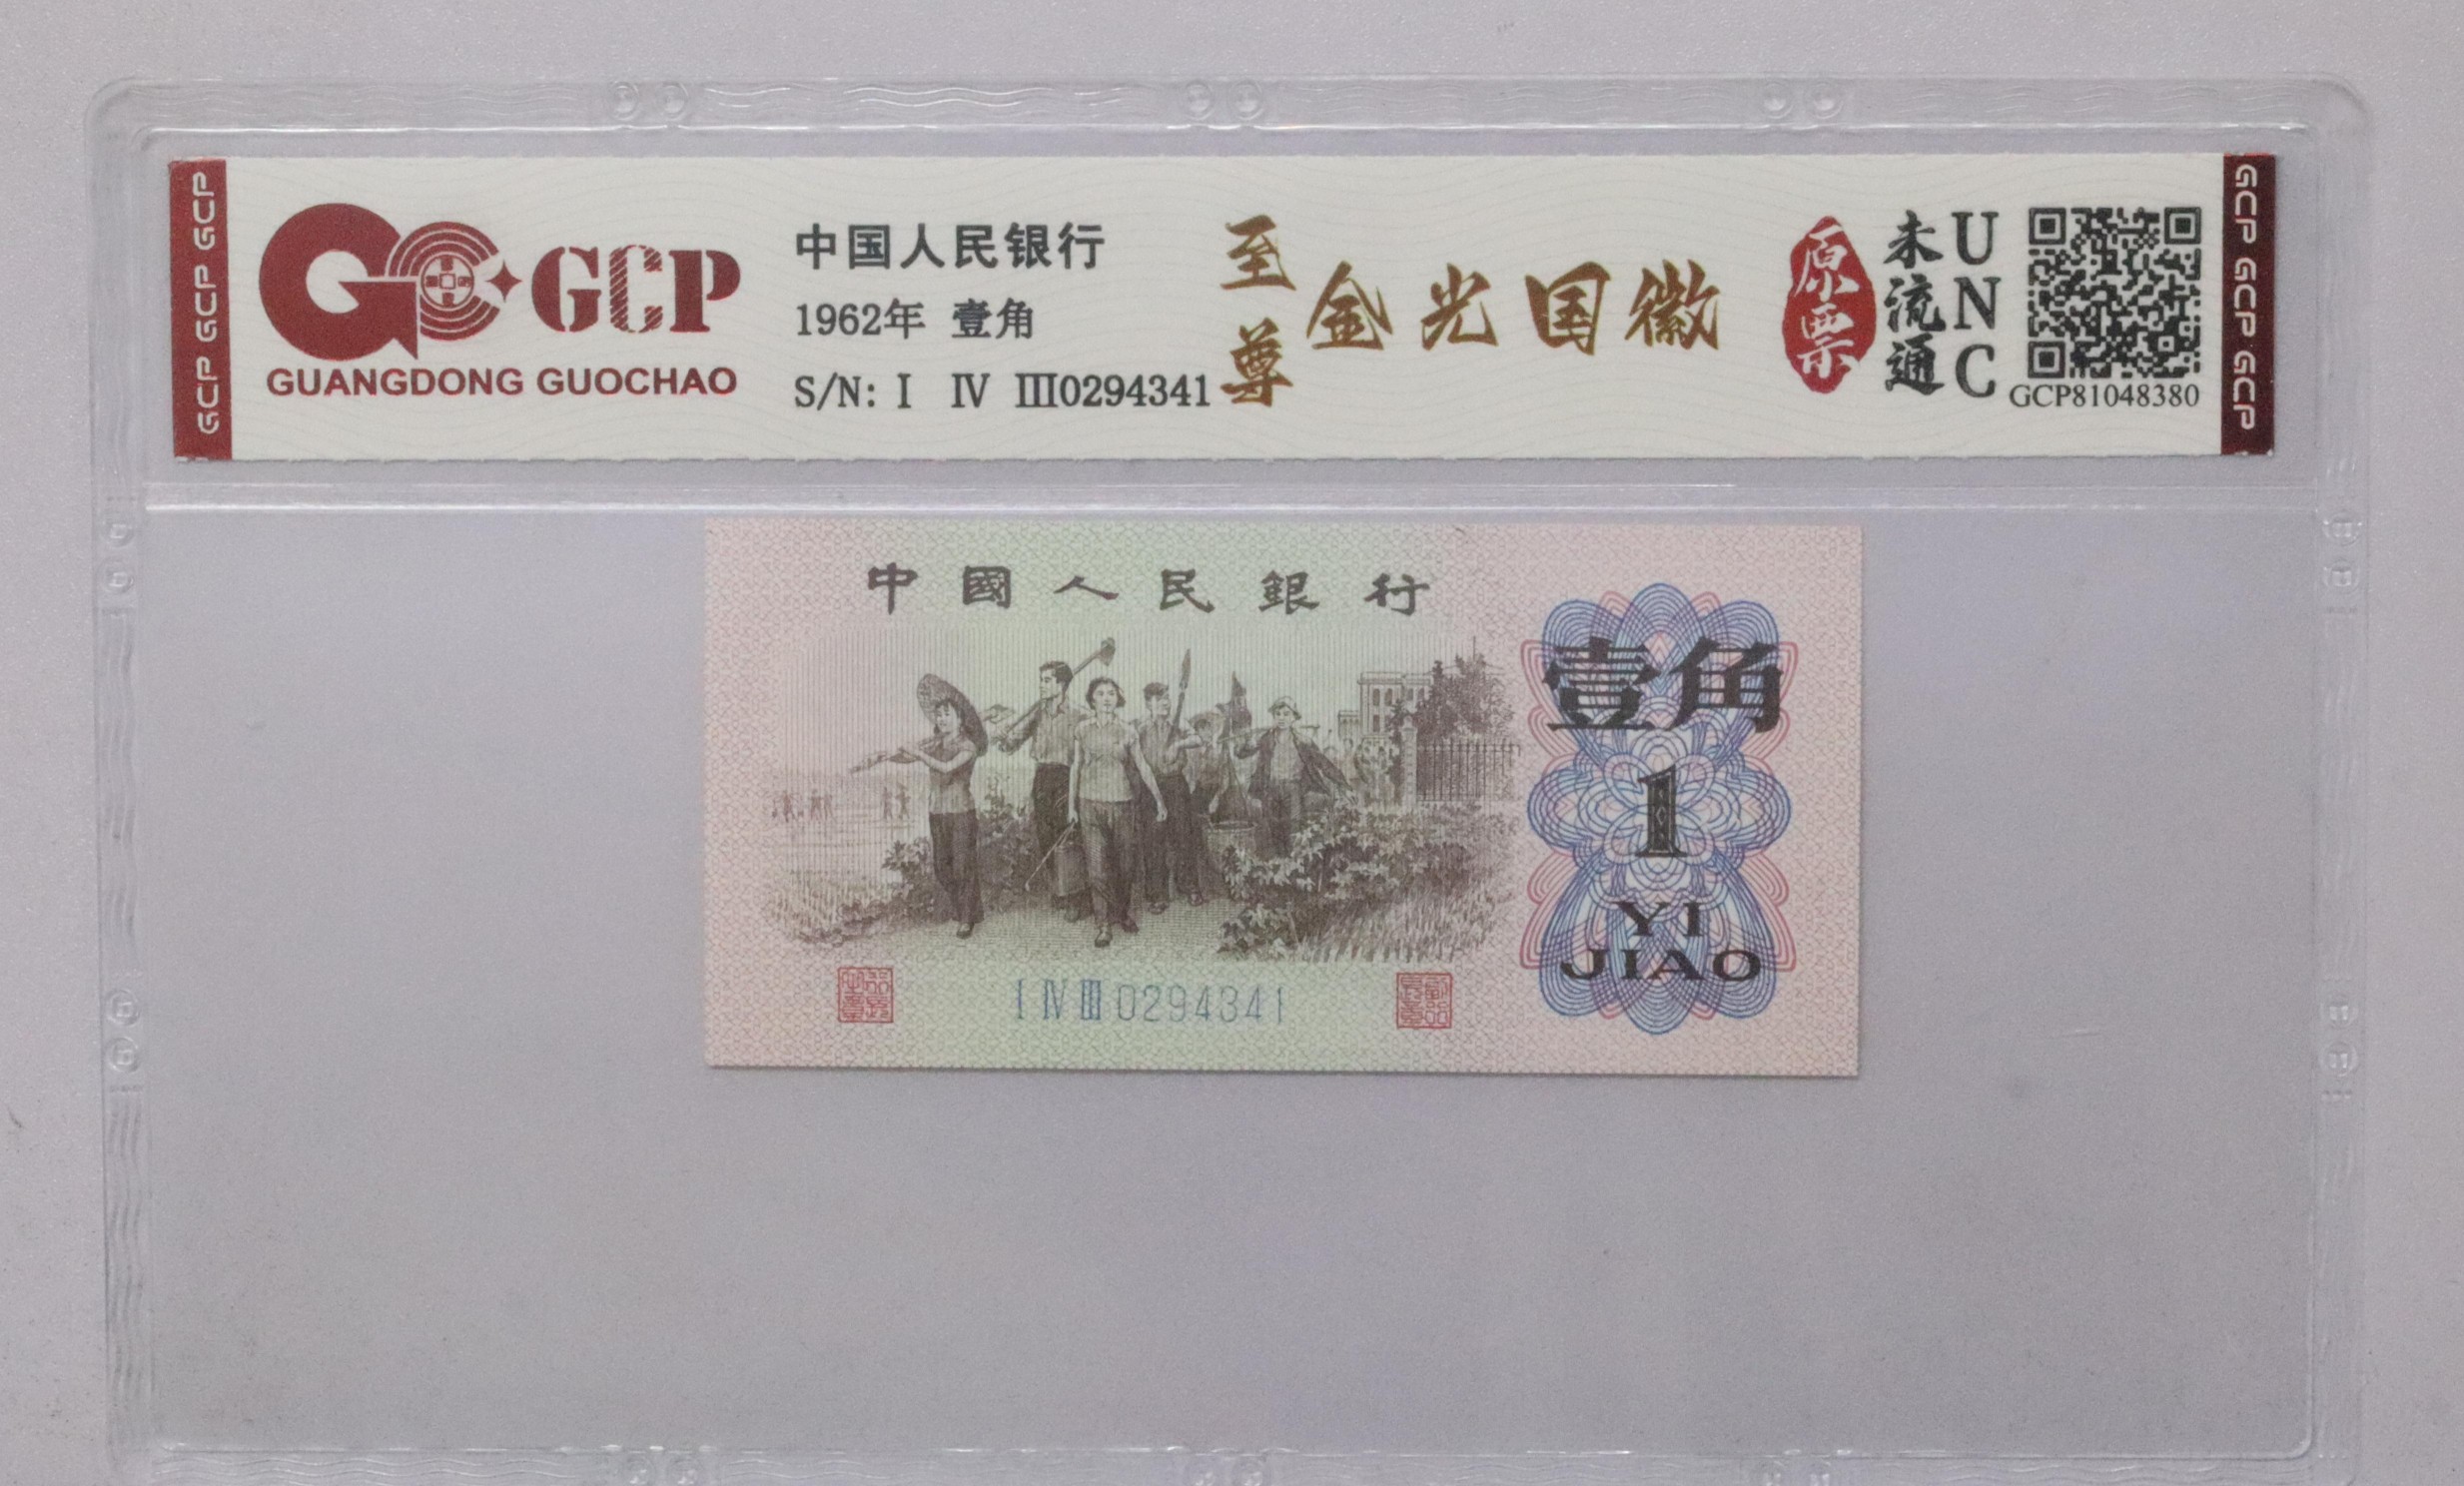 GCP GCP GCP
GCP
GUANGDONG GUOCHAO
中国人民银行
1962年 壹角
S/N: I IV III0294341
至尊
金光国徽
原票
未流通
UNC
GCP81048380
GCP GCP GCP
中國人民銀行
壹角
1
YI
JIAO
I IV III 0294341